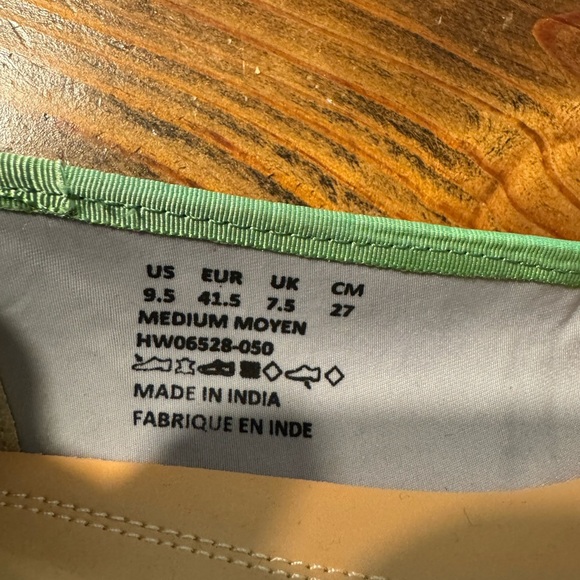 US EUR UK CM
9.5 41.5 7.5 27
MEDIUM MOYEN
HW06528-050
MADE IN INDIA
FABRIQUE EN INDE